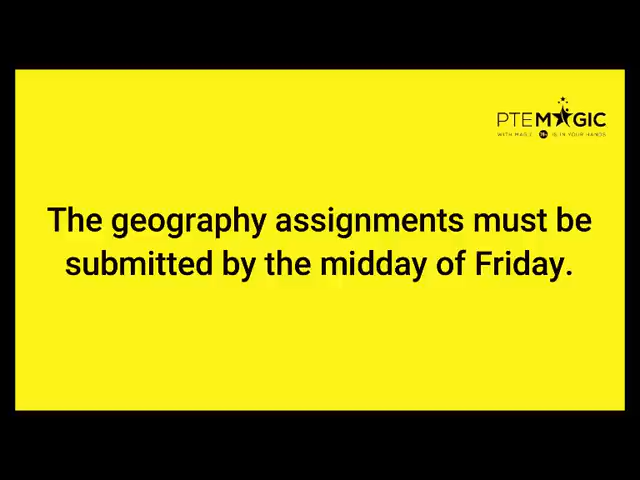 PTEMAGIC
The geography assignments must be
submitted by the midday of Friday.